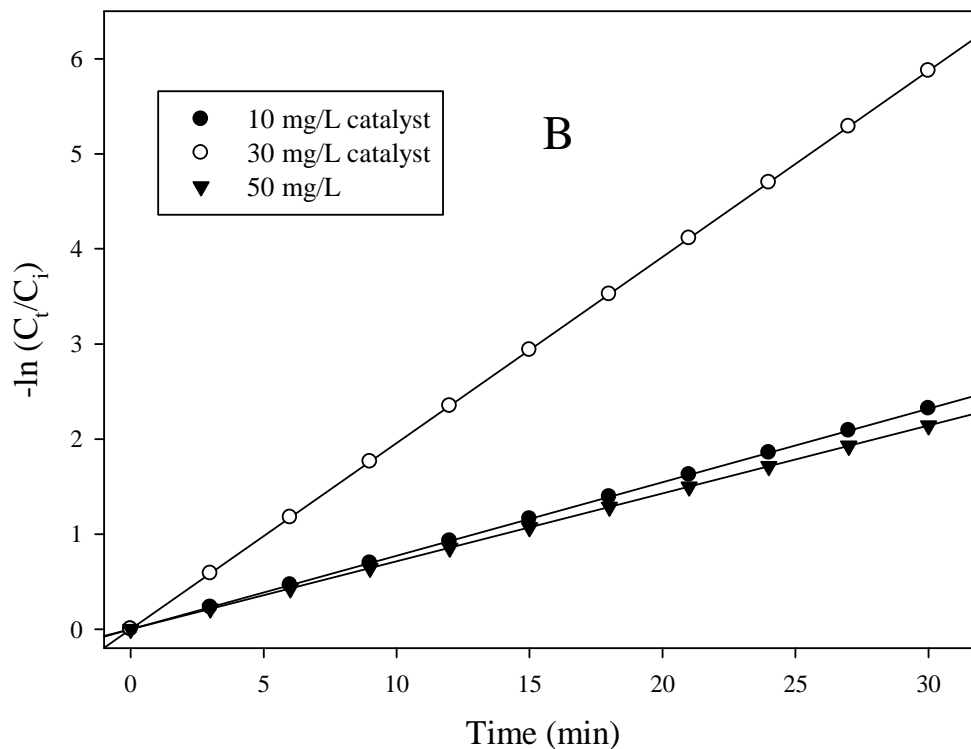 B
10 mg/L catalyst
30 mg/L catalyst
50 mg/L
-ln (Cₜ/Cᵢ)
6
5
4
3
2
1
0
0 5 10 15 20 25 30
Time (min)